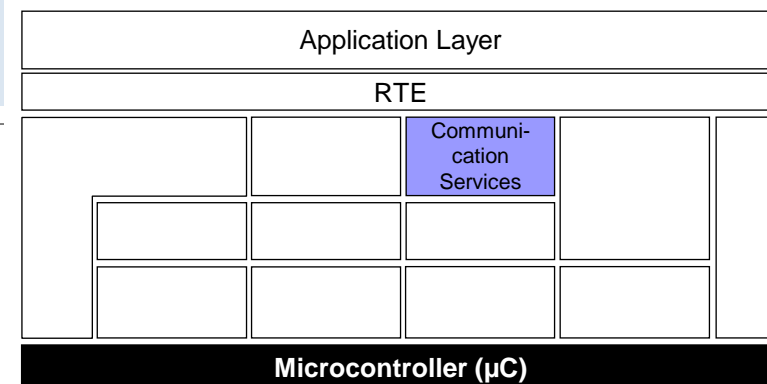 Application Layer
RTE
Communi-
cation
Services
Microcontroller (µC)